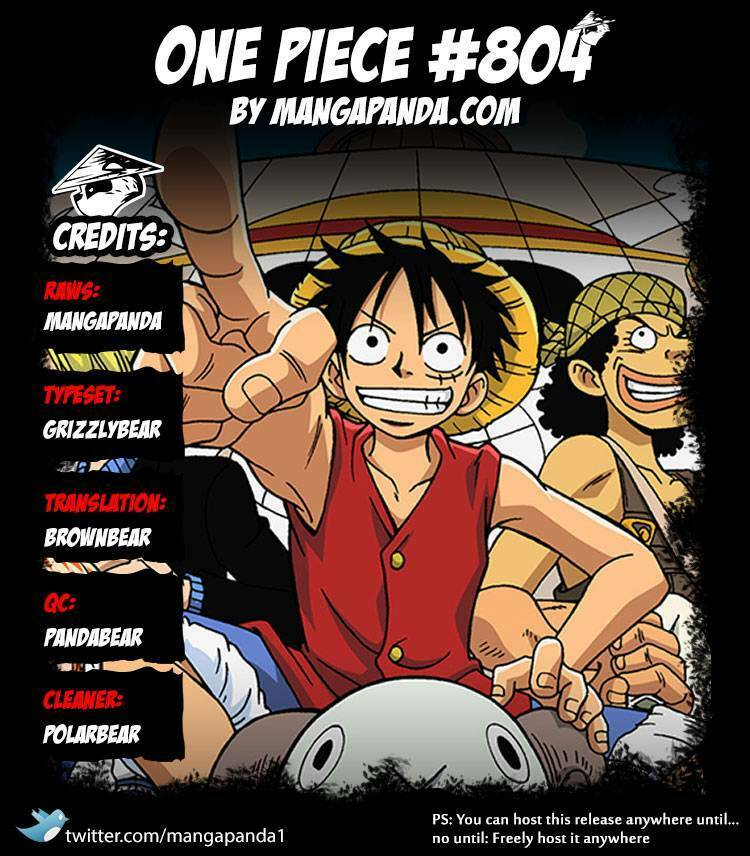 ONE PIECE #804
BY MANGAPANDA.COM
CREDITS:
RAWS:
MANGAPANDA
TYPESET:
GRIZZLYBEAR
TRANSLATION:
BROWNBEAR
QC:
PANDABEAR
CLEANER:
POLARBEAR
twitter.com/mangapanda1
PS: You can host this release anywhere until...
no until: Freely host it anywhere